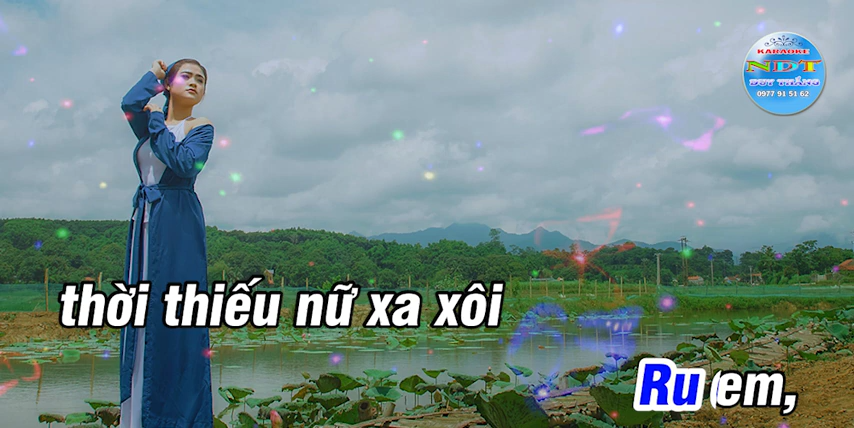 KARAOKE
NDT
0977 91 51 62
thời thiếu nữ xa xôi
Ru em,